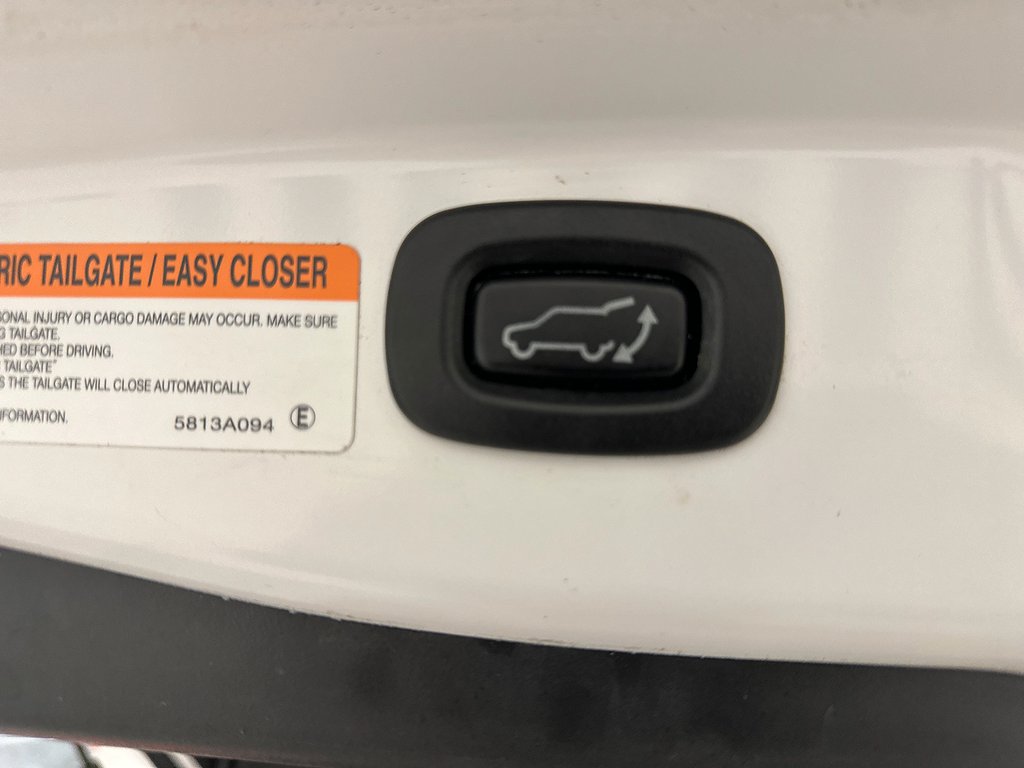 RIC TAILGATE / EASY CLOSER
SONAL INJURY OR CARGO DAMAGE MAY OCCUR. MAKE SURE
G TAILGATE.
HED BEFORE DRIVING.
TAILGATE"
S THE TAILGATE WILL CLOSE AUTOMATICALLY
NFORMATION.
5813A094 E